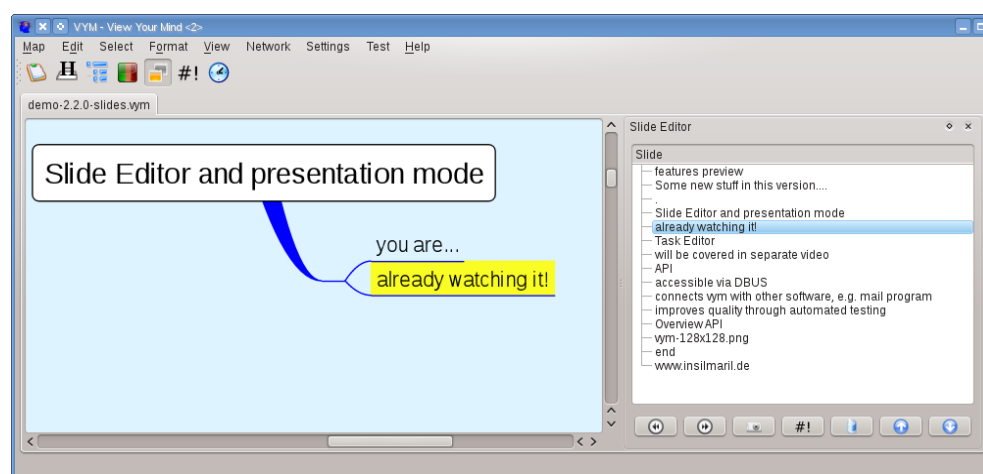 VYM - View Your Mind <2>
Map Edit Select Format View Network Settings Test Help
H #!
demo-2.2.0-slides.vym
Slide Editor and presentation mode
you are...
already watching it!
Slide Editor
Slide
features preview
Some new stuff in this version....
.
Slide Editor and presentation mode
already watching it!
Task Editor
will be covered in separate video
API
accessible via DBUS
connects vym with other software, e.g. mail program
improves quality through automated testing
Overview API
vym-128x128.png
end
www.insilmaril.de
#!